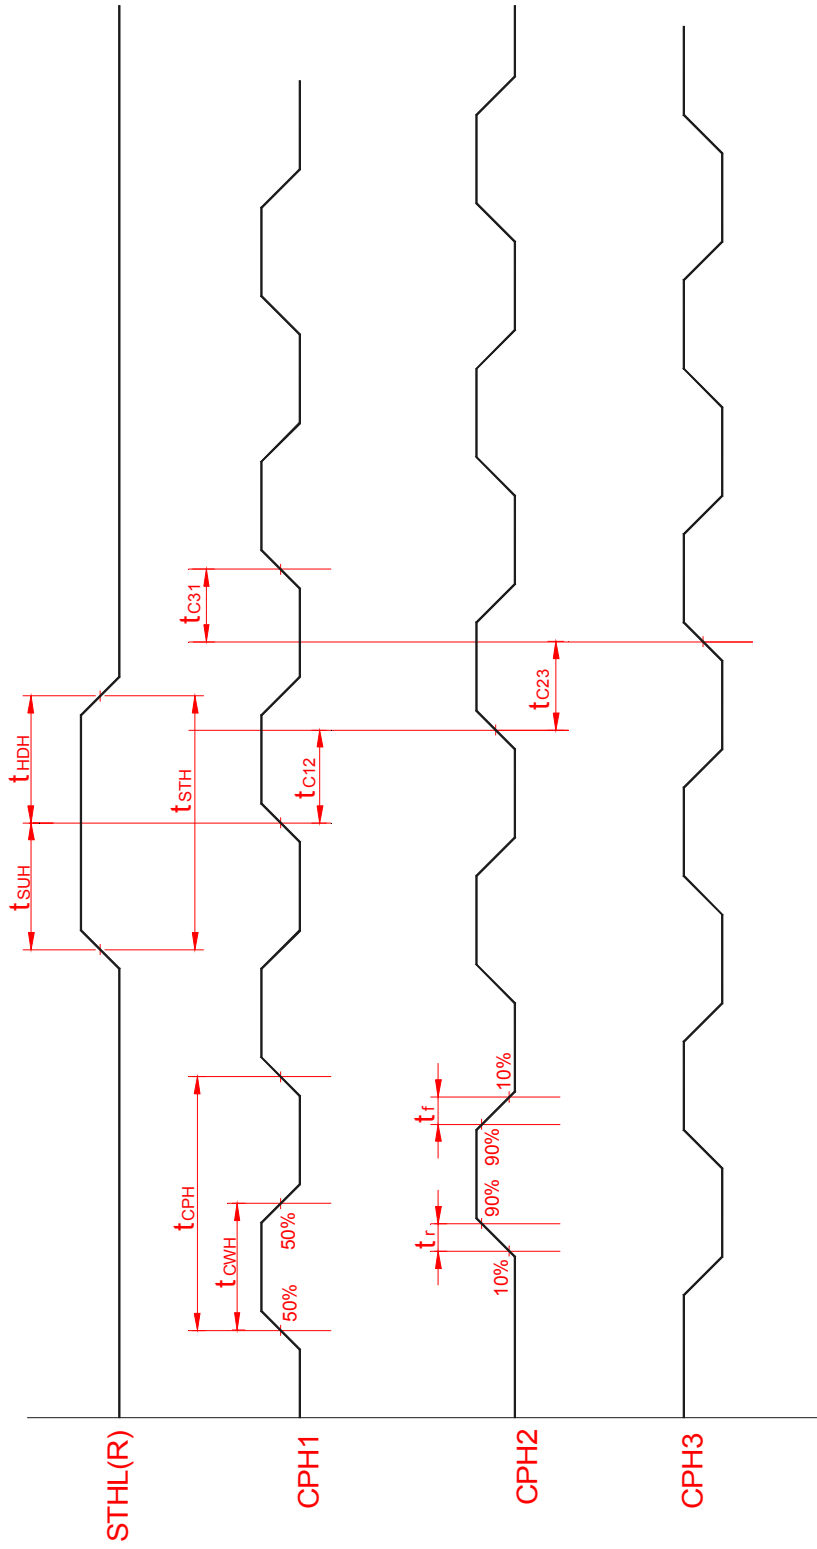 STHL(R)
tSUH
tHDH
tSTH
CPH1
tCPH
tCWH
50%
50%
tC12
tC31
CPH2
tr
tf
10%
90%
90%
10%
tC23
CPH3